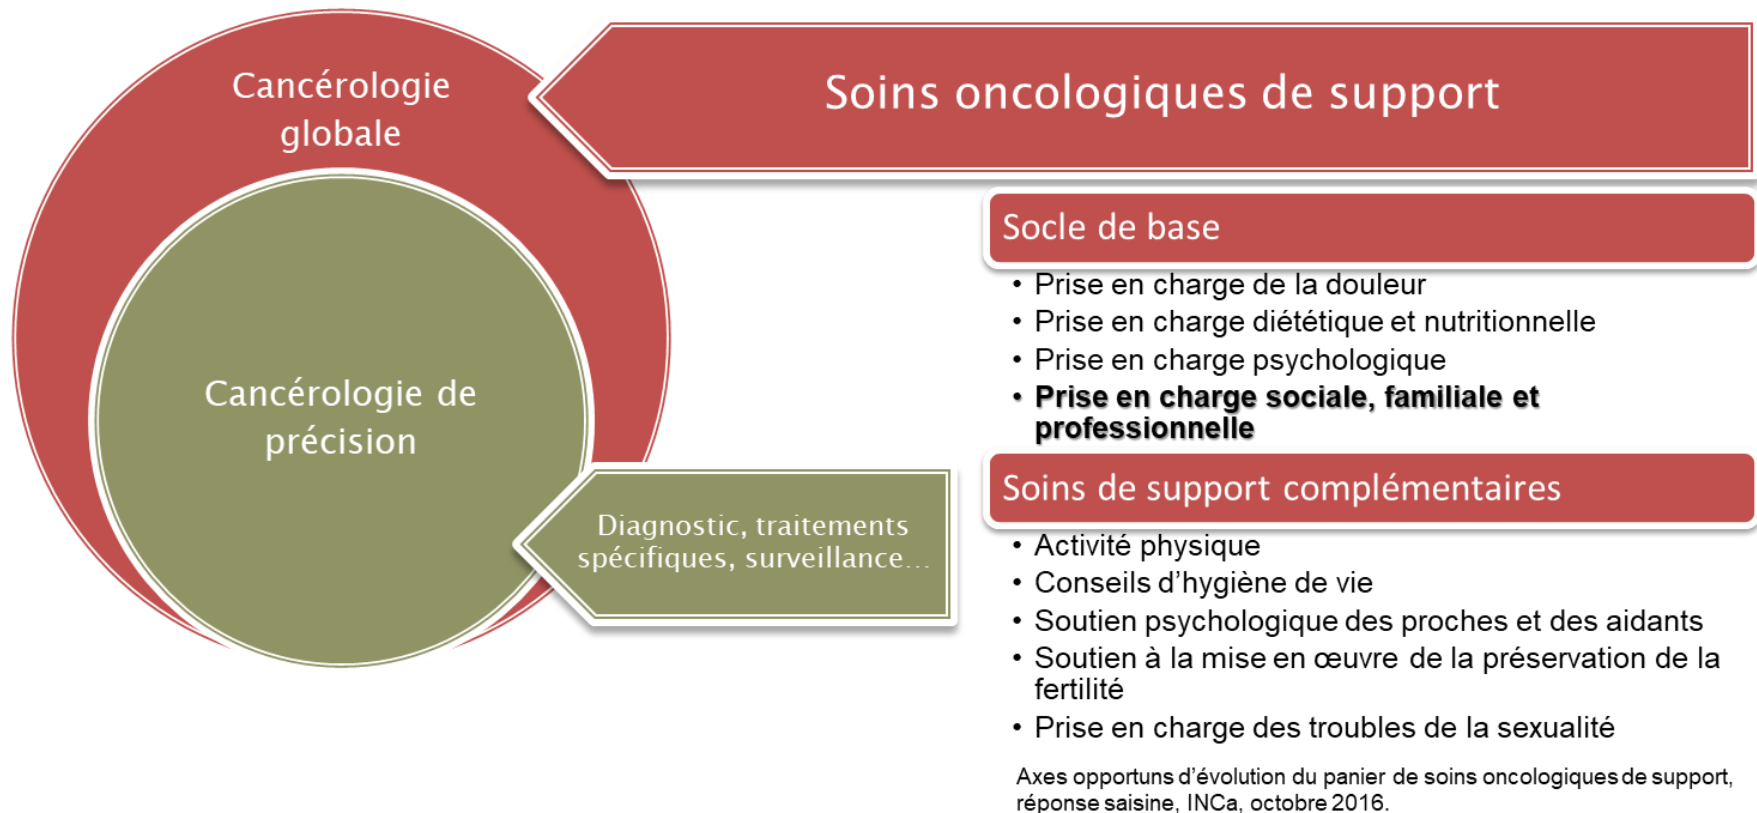 Cancérologie
globale
Soins oncologiques de support
Cancérologie de
précision
Diagnostic, traitements
spécifiques, surveillance...
Socle de base
• Prise en charge de la douleur
• Prise en charge diététique et nutritionnelle
• Prise en charge psychologique
• Prise en charge sociale, familiale et
professionnelle
Soins de support complémentaires
• Activité physique
• Conseils d’hygiène de vie
• Soutien psychologique des proches et des aidants
• Soutien à la mise en œuvre de la préservation de la
fertilité
• Prise en charge des troubles de la sexualité
Axes opportuns d’évolution du panier de soins oncologiques de support,
réponse saisine, INCa, octobre 2016.